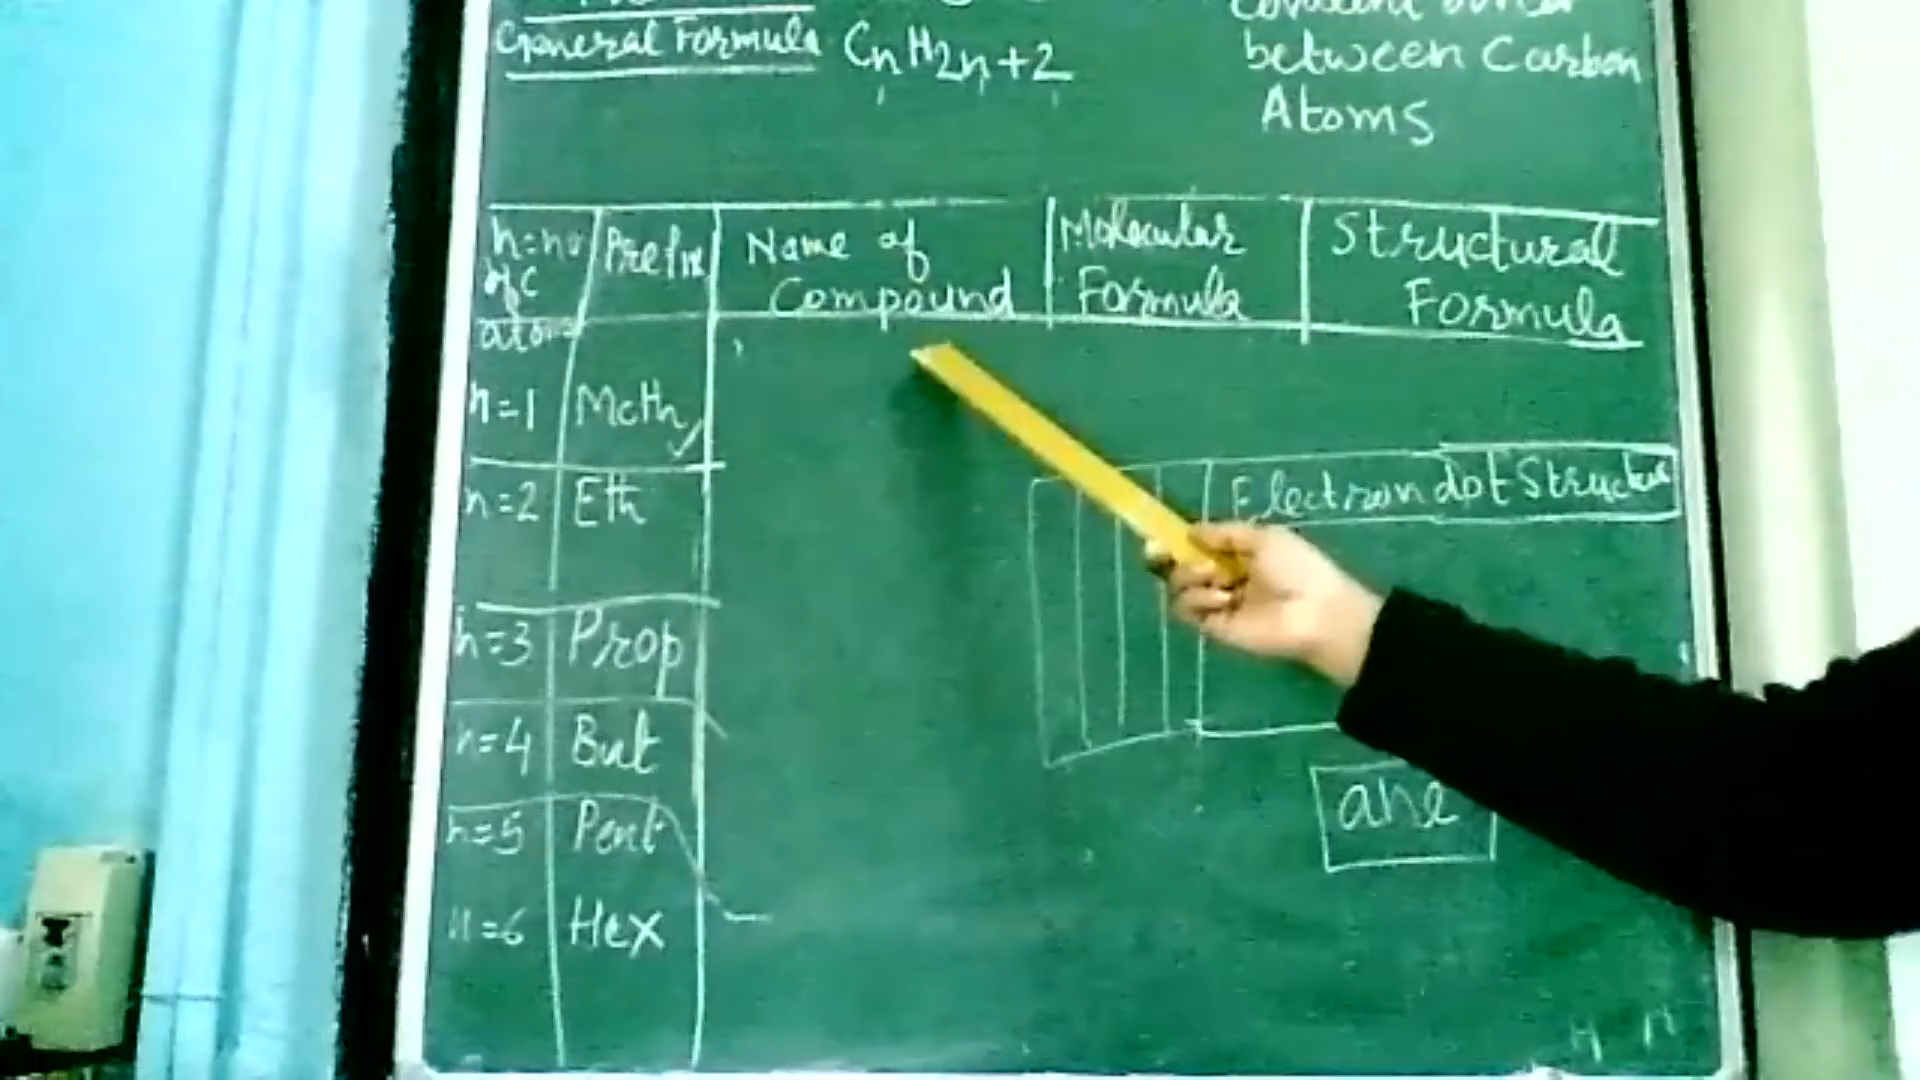 General Formula CnH2n+2
between Carbon
Atoms
n=no of C atoms
Prefix
Name of Compound
Molecular Formula
Structural Formula
n=1 Meth
n=2 Eth
Electron dot Structure
n=3 Prop
n=4 But
n=5 Pent
ane
n=6 Hex
H H